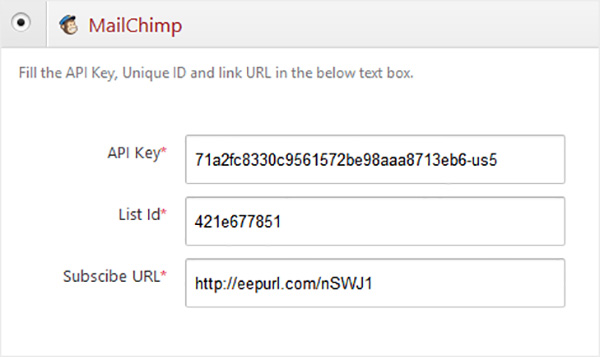 MailChimp
Fill the API Key, Unique ID and link URL in the below text box.
API Key* 71a2fc8330c9561572be98aaa8713eb6-us5
List Id* 421e677851
Subscibe URL* http://eepurl.com/nSWJ1